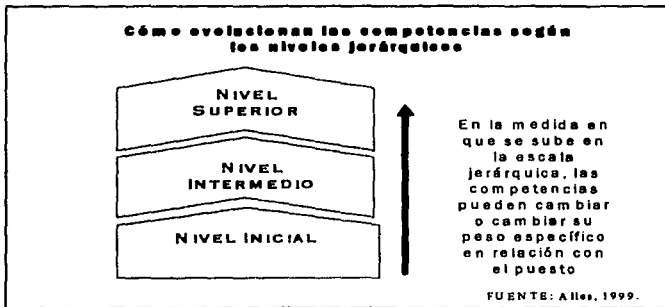 Cómo evolucionan las competencias según
los niveles jerárquicos
NIVEL
SUPERIOR
NIVEL
INTERMEDIO
NIVEL INICIAL
En la medida en
que se sube en
la escala
jerárquica, las
competencias
pueden cambiar
o cambiar su
peso específico
en relación con
el puesto
FUENTE: Alles, 1999.